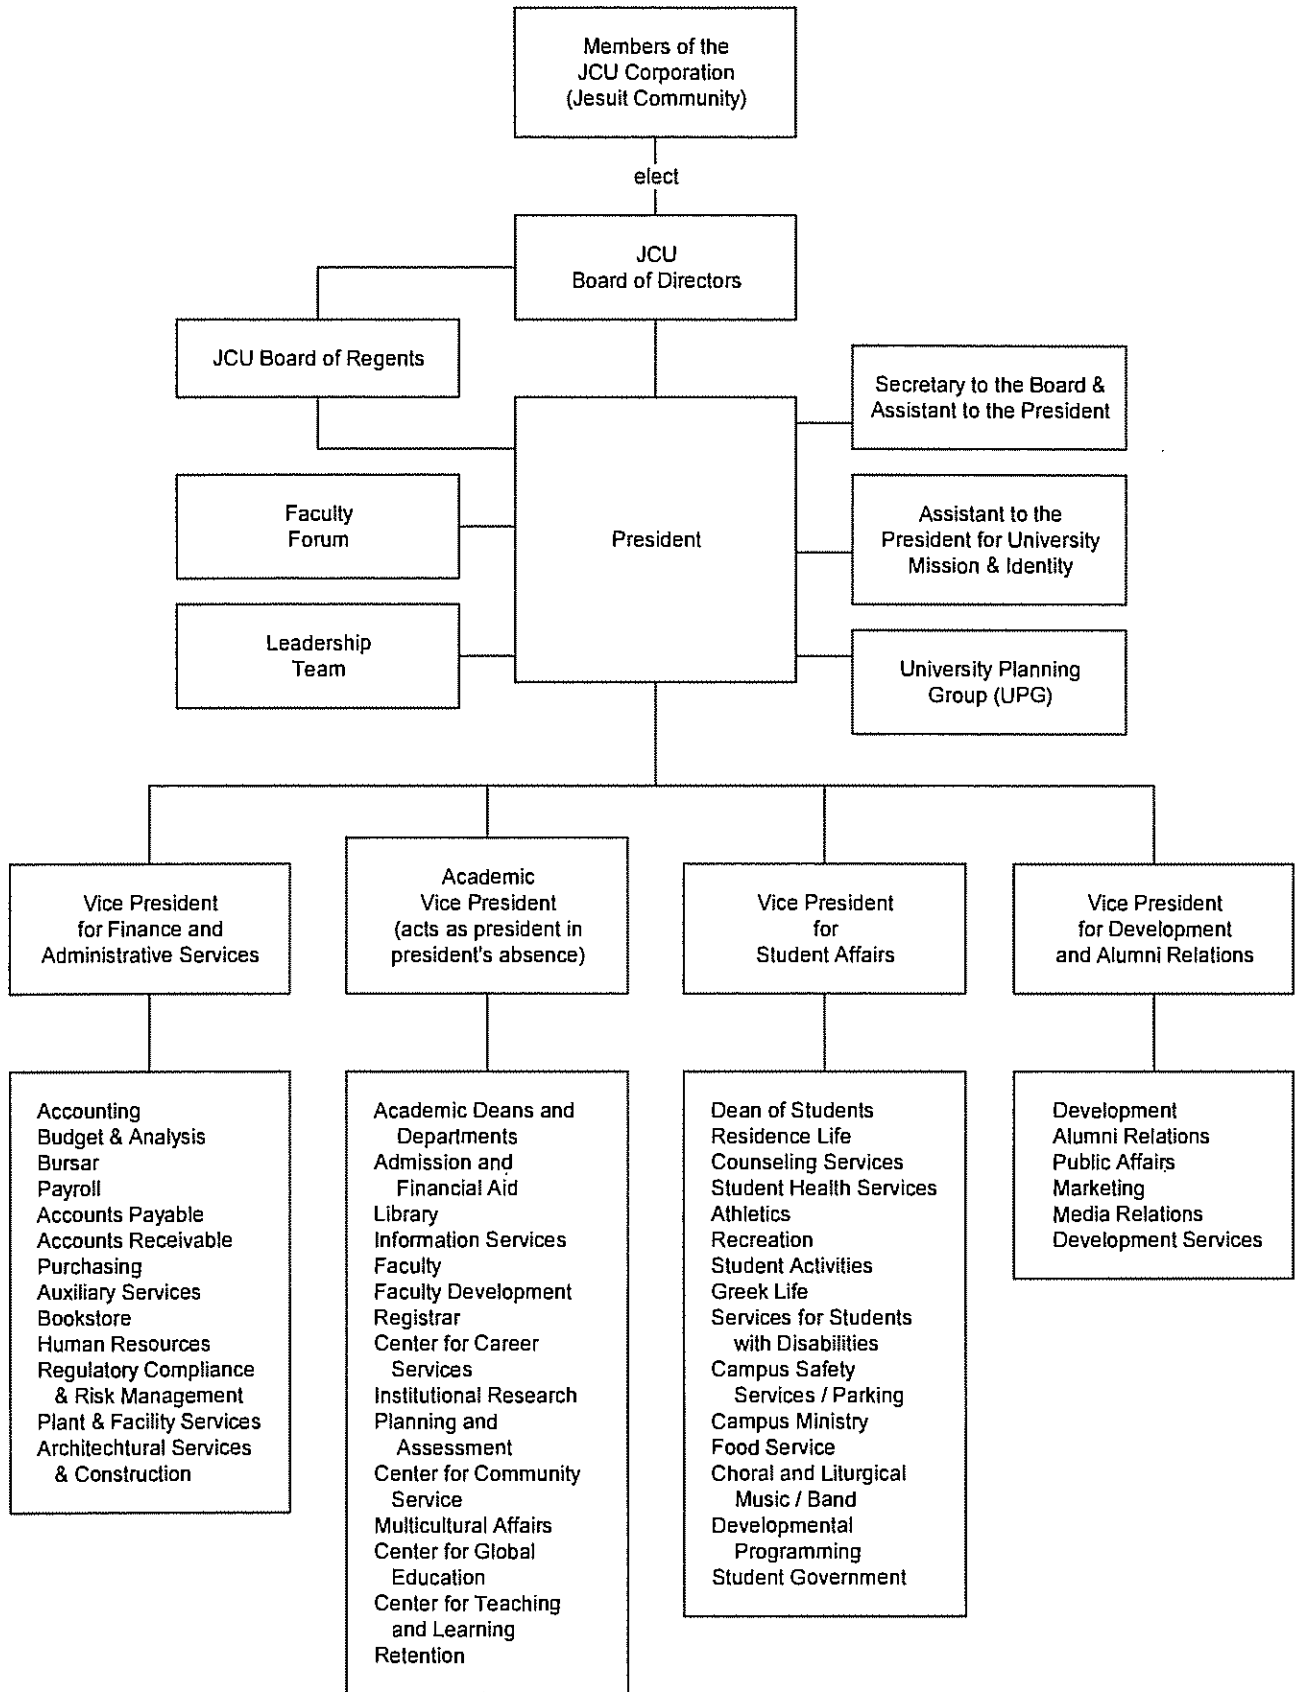 Members of the
JCU Corporation
(Jesuit Community)
elect
JCU
Board of Directors
JCU Board of Regents
Secretary to the Board &
Assistant to the President
Faculty
Forum
President
Assistant to the
President for University
Mission & Identity
Leadership
Team
University Planning
Group (UPG)
Vice President
for Finance and
Administrative Services
Academic
Vice President
(acts as president in
president's absence)
Vice President
for
Student Affairs
Vice President
for Development
and Alumni Relations
Accounting
Budget & Analysis
Bursar
Payroll
Accounts Payable
Accounts Receivable
Purchasing
Auxiliary Services
Bookstore
Human Resources
Regulatory Compliance
& Risk Management
Plant & Facility Services
Architechtural Services
& Construction
Academic Deans and
Departments
Admission and
Financial Aid
Library
Information Services
Faculty
Faculty Development
Registrar
Center for Career
Services
Institutional Research
Planning and
Assessment
Center for Community
Service
Multicultural Affairs
Center for Global
Education
Center for Teaching
and Learning
Retention
Dean of Students
Residence Life
Counseling Services
Student Health Services
Athletics
Recreation
Student Activities
Greek Life
Services for Students
with Disabilities
Campus Safety
Services / Parking
Campus Ministry
Food Service
Choral and Liturgical
Music / Band
Developmental
Programming
Student Government
Development
Alumni Relations
Public Affairs
Marketing
Media Relations
Development Services